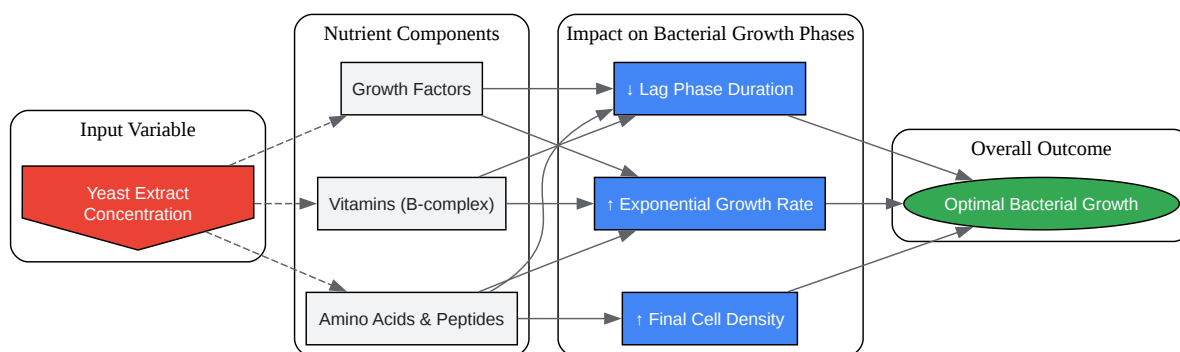 Input Variable
Yeast Extract
Concentration
Nutrient Components
Growth Factors
Vitamins (B-complex)
Amino Acids & Peptides
Impact on Bacterial Growth Phases
↓ Lag Phase Duration
↑ Exponential Growth Rate
↑ Final Cell Density
Overall Outcome
Optimal Bacterial Growth